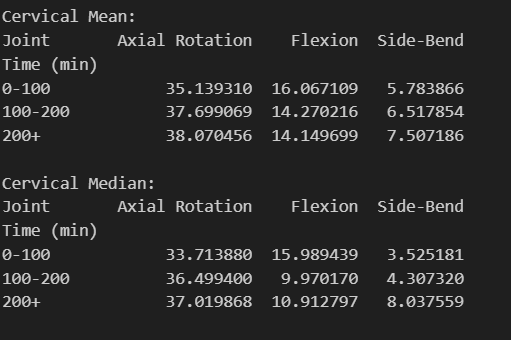 Cervical Mean:
Joint Axial Rotation Flexion Side-Bend
Time (min)
0-100 35.139310 16.067109 5.783866
100-200 37.699069 14.270216 6.517854
200+ 38.070456 14.149699 7.507186
Cervical Median:
Joint Axial Rotation Flexion Side-Bend
Time (min)
0-100 33.713880 15.989439 3.525181
100-200 36.499400 9.970170 4.307320
200+ 37.019868 10.912797 8.037559